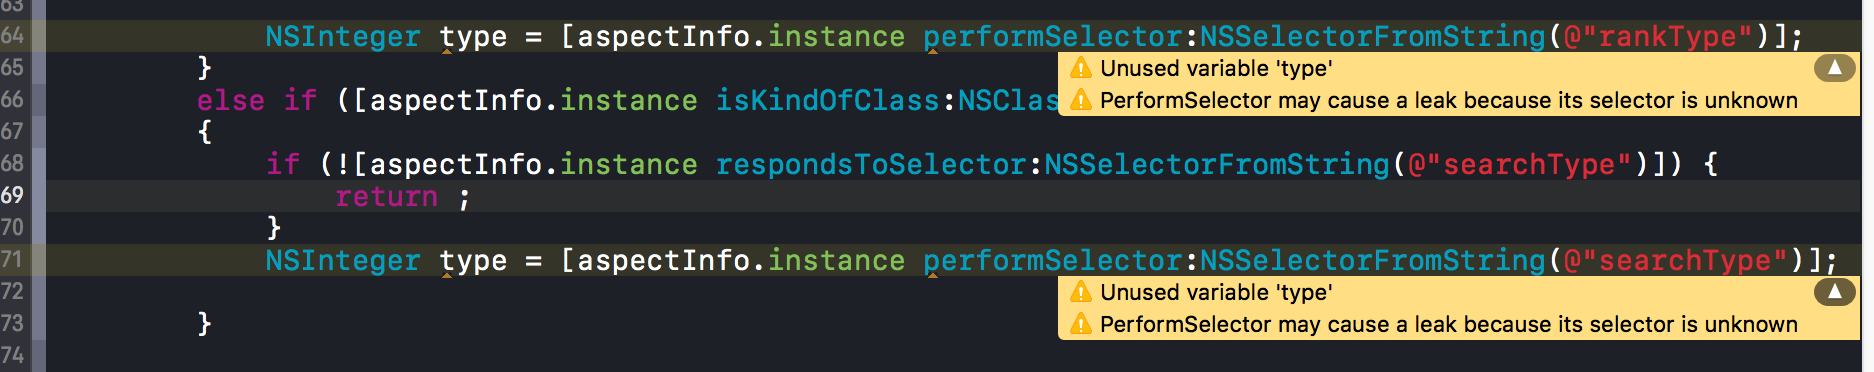 63
64 NSInteger type = [aspectInfo.instance performSelector:NSSelectorFromString(@"rankType")];
65 }
⚠ Unused variable 'type'
66 else if ([aspectInfo.instance isKindOfClass:NSClas
⚠ PerformSelector may cause a leak because its selector is unknown
67 {
68 if (![aspectInfo.instance respondsToSelector:NSSelectorFromString(@"searchType")]) {
69 return ;
70 }
71 NSInteger type = [aspectInfo.instance performSelector:NSSelectorFromString(@"searchType")];
72
⚠ Unused variable 'type'
73 }
⚠ PerformSelector may cause a leak because its selector is unknown
74